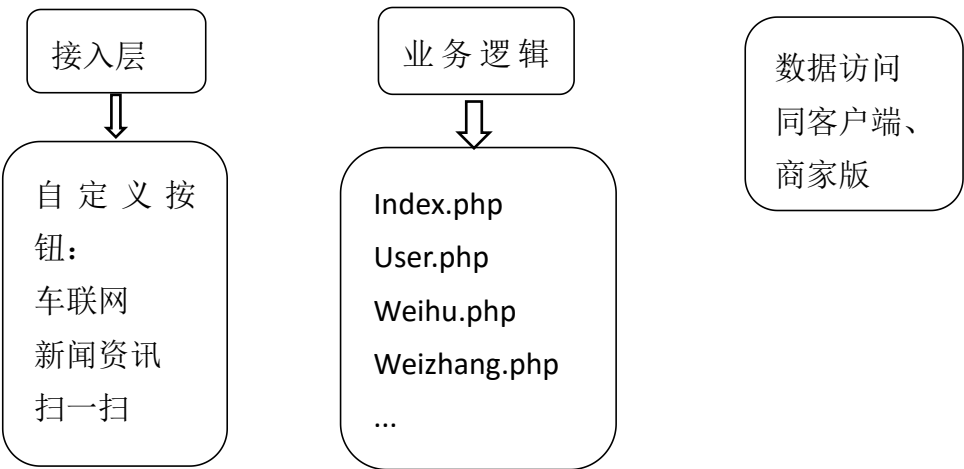 接入层
自定义按
钮：
车联网
新闻资讯
扫一扫
业务逻辑
Index.php
User.php
Weihu.php
Weizhang.php
...
数据访问
同客户端、
商家版